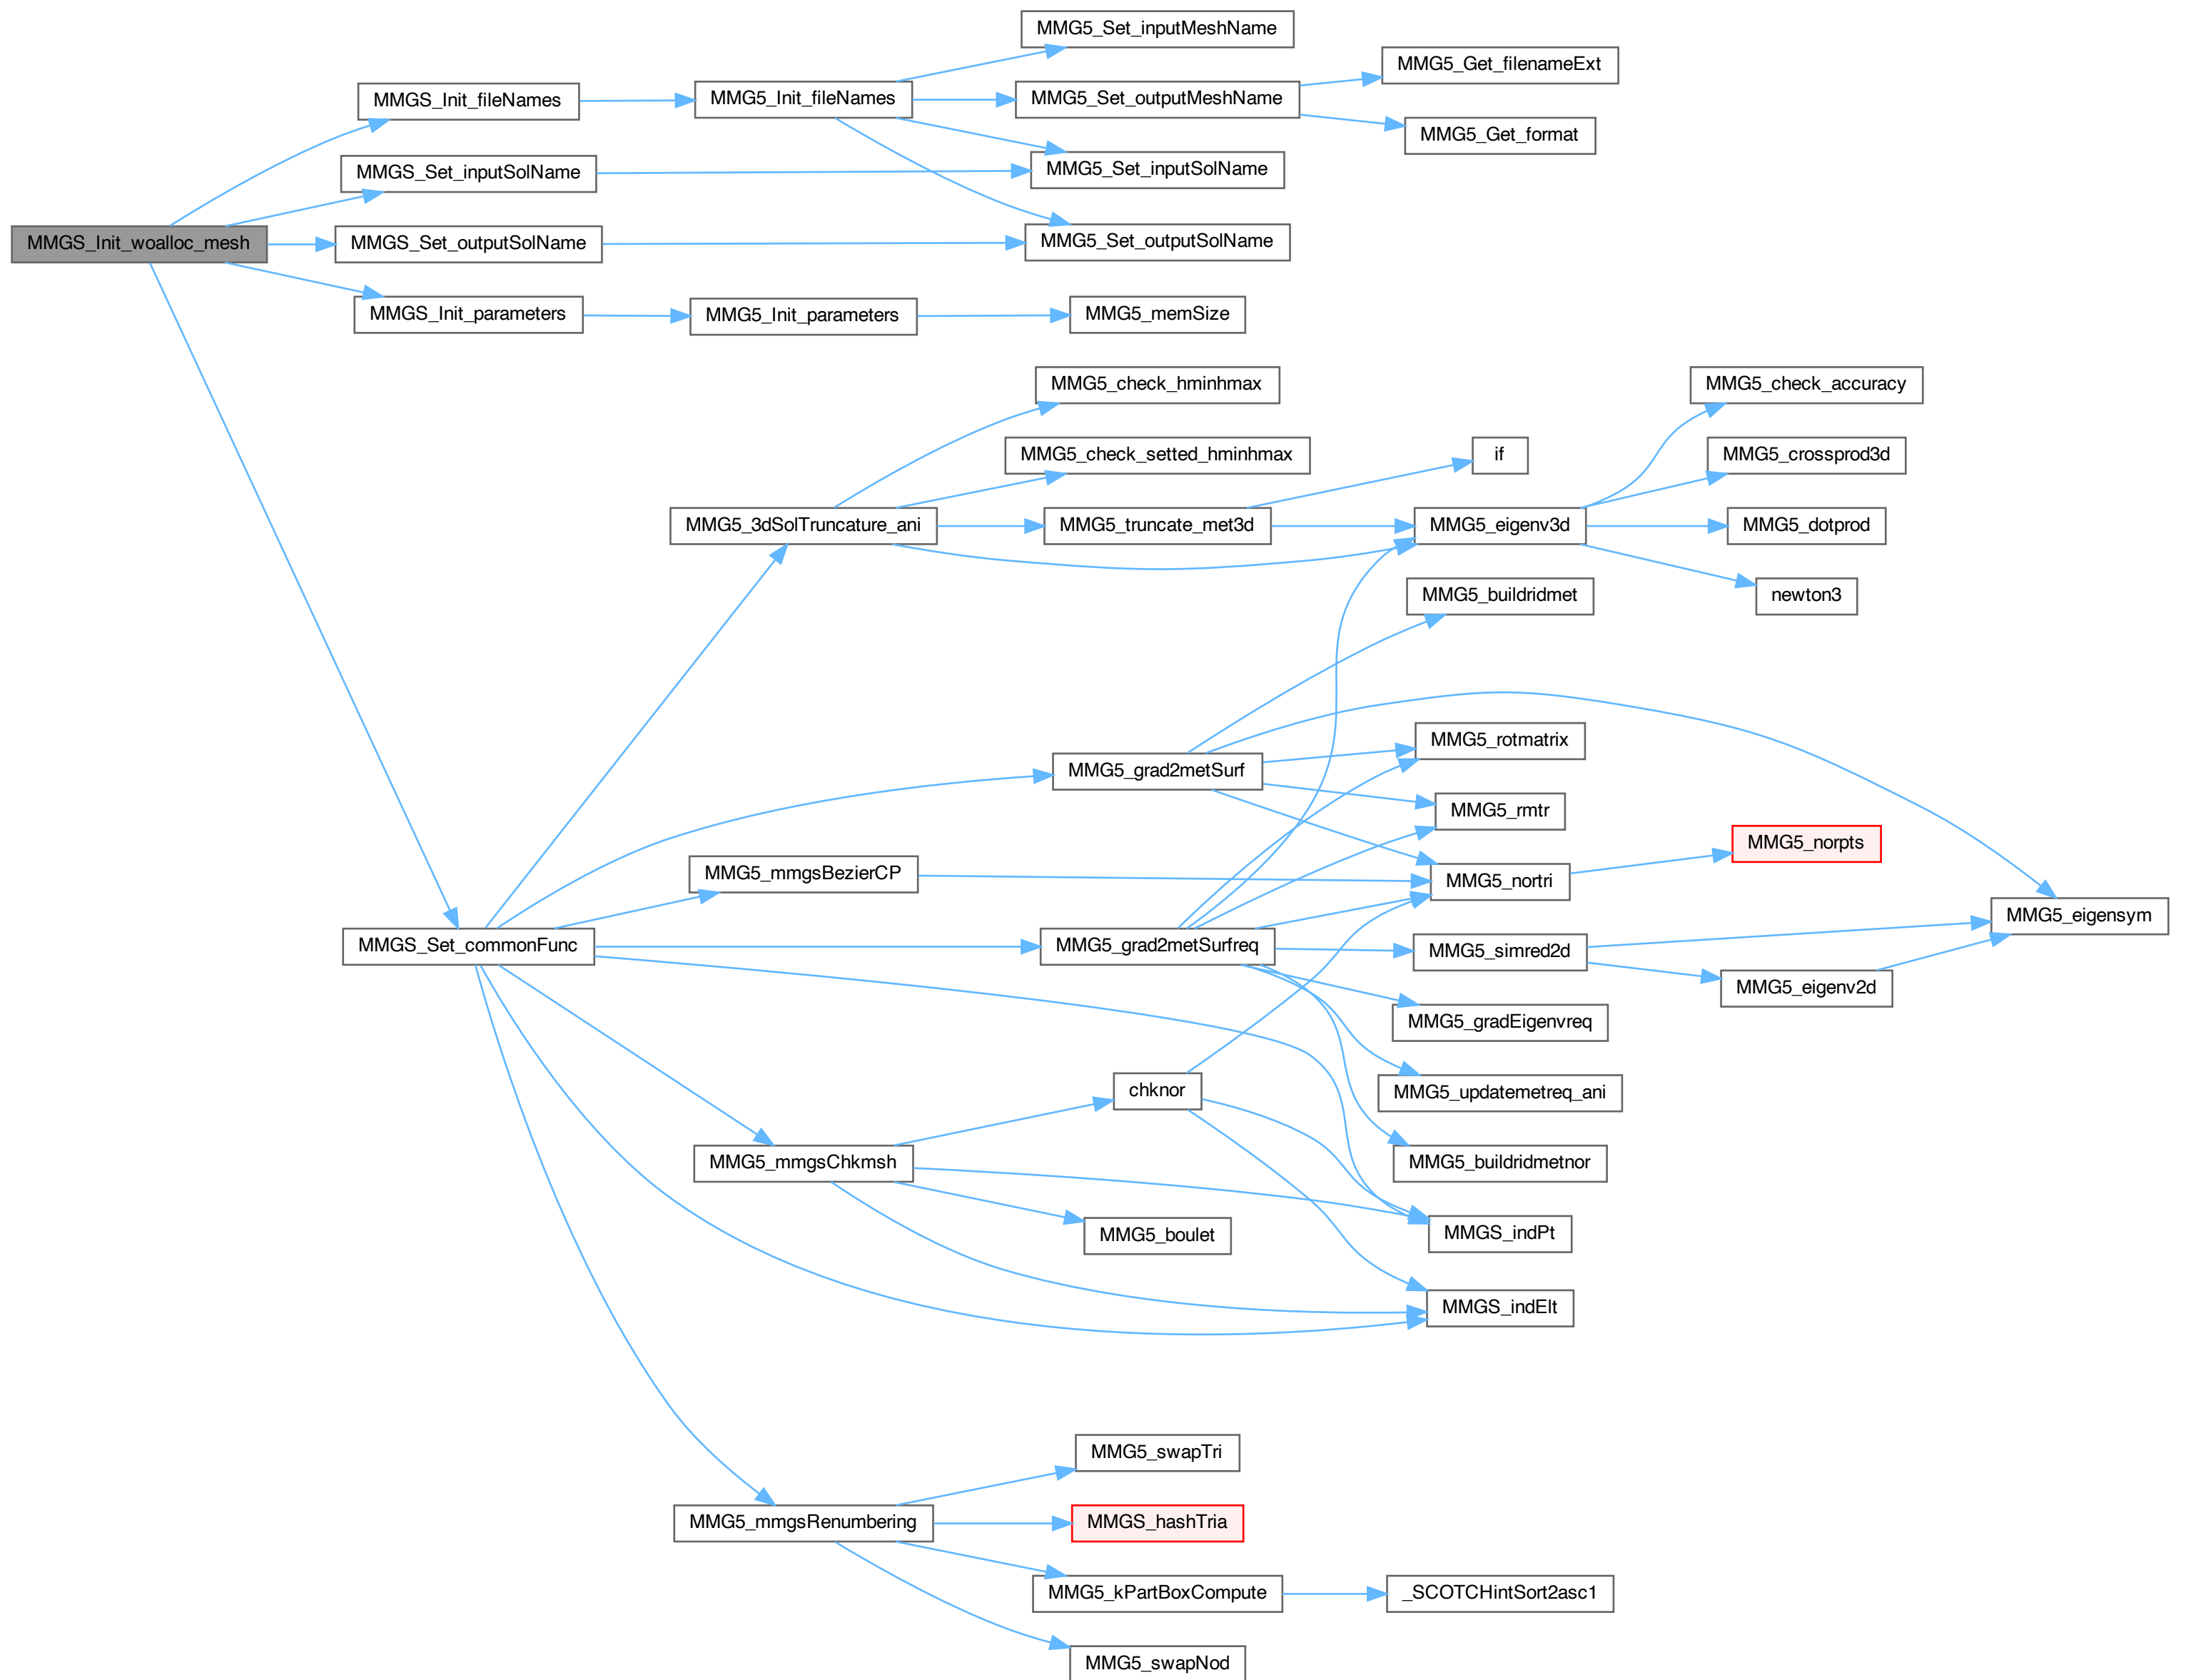 MMG5_Set_inputMeshName
MMG5_Get_filenameExt
MMGS_Init_fileNames
MMG5_Init_fileNames
MMG5_Set_outputMeshName
MMG5_Get_format
MMGS_Set_inputSolName
MMG5_Set_inputSolName
MMGS_Init_woalloc_mesh
MMGS_Set_outputSolName
MMG5_Set_outputSolName
MMGS_Init_parameters
MMG5_Init_parameters
MMG5_memSize
MMG5_check_hminhmax
MMG5_check_accuracy
MMG5_check_setted_hminhmax
if
MMG5_crossprod3d
MMG5_3dSolTruncature_ani
MMG5_truncate_met3d
MMG5_eigenv3d
MMG5_dotprod
MMG5_buildridmet
newton3
MMG5_rotmatrix
MMG5_grad2metSurf
MMG5_rmtr
MMG5_norpts
MMG5_mmgsBezierCP
MMG5_nortri
MMG5_eigensym
MMGS_Set_commonFunc
MMG5_grad2metSurfreq
MMG5_simred2d
MMG5_eigenv2d
MMG5_gradEigenvreq
chknor
MMG5_updatemetreq_ani
MMG5_mmgsChkmsh
MMG5_buildridmetnor
MMG5_boulet
MMGS_indPt
MMGS_indElt
MMG5_swapTri
MMG5_mmgsRenumbering
MMGS_hashTria
MMG5_kPartBoxCompute
_SCOTCHintSort2asc1
MMG5_swapNod